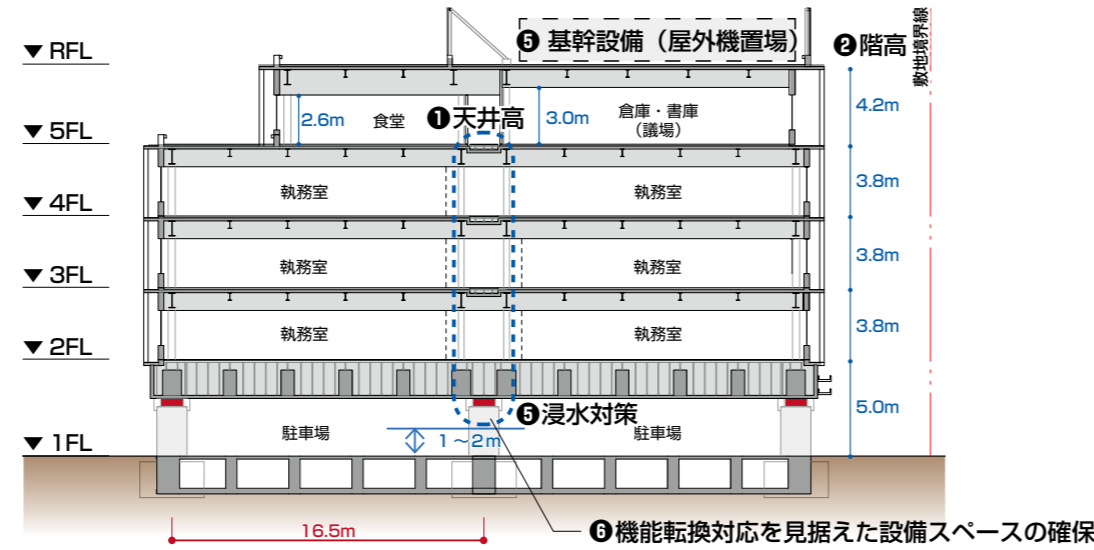 ▼ RFL
❺ 基幹設備（屋外機置場）
❷階高
敷地境界線
4.2m
2.6m
食堂
❶天井高
3.0m
倉庫・書庫
（議場）
▼ 5FL
執務室
執務室
3.8m
▼ 4FL
執務室
執務室
3.8m
▼ 3FL
執務室
執務室
3.8m
▼ 2FL
5.0m
❺浸水対策
駐車場
1～2m
駐車場
▼ 1FL
16.5m
❻機能転換対応を見据えた設備スペースの確保